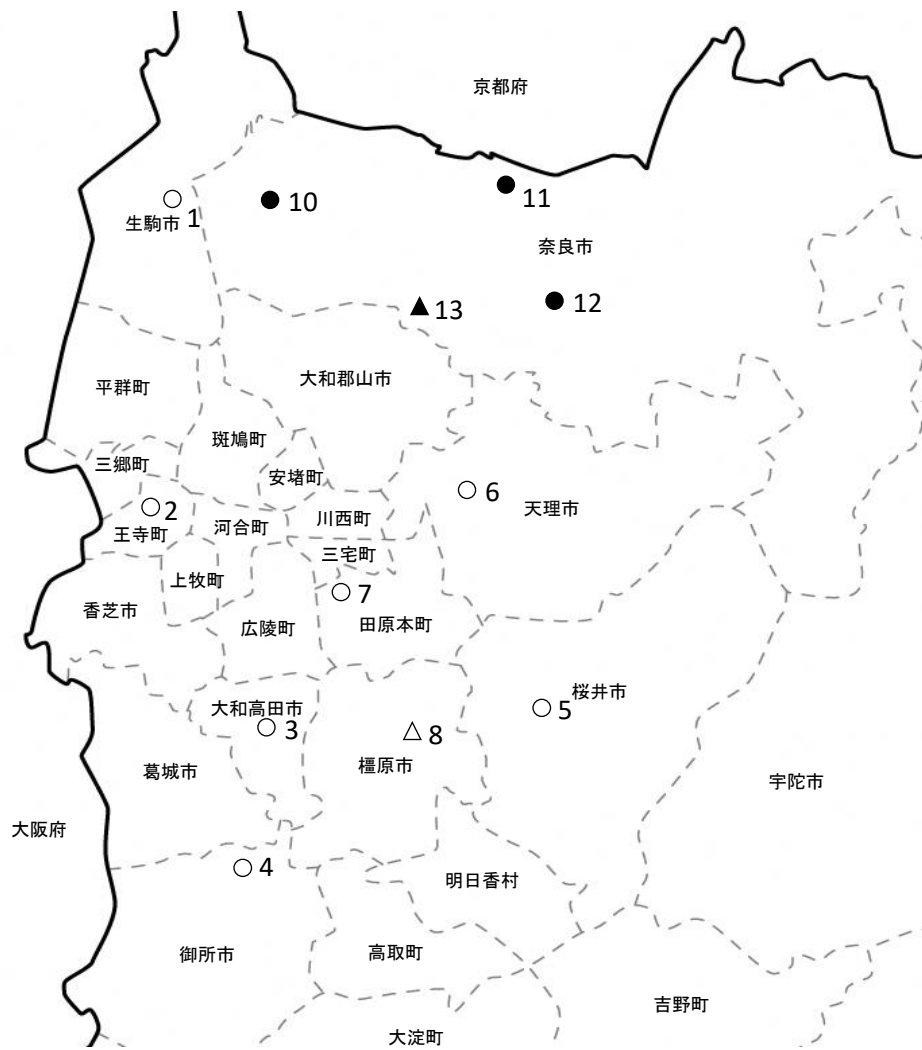 京都府
10
11
生駒市 1
奈良市
12
13
平群町
大和郡山市
斑鳩町
三郷町
安堵町
6
2
天理市
王寺町
河合町
川西町
三宅町
上牧町
7
香芝市
広陵町
田原本町
桜井市
大和高田市
5
3
8
葛城市
橿原市
宇陀市
大阪府
4
明日香村
御所市
高取町
吉野町
大淀町